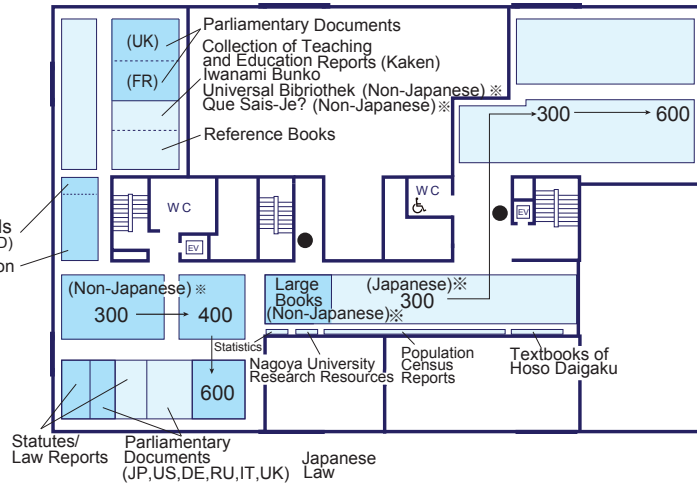 (UK)
(FR)
Parliamentary Documents
Collection of Teaching
and Education Reports (Kaken)
Iwanami Bunko
Universal Bibriothek (Non-Japanese) ※
Que Sais-Je? (Non-Japanese) ※
Reference Books
300
600
WC
EV
WC
EV
ls
D)
on
(Non-Japanese) ※
300
400
600
Large
Books
(Non-Japanese)※
(Japanese)※
300
Statistics
Nagoya University
Research Resources
Population
Census
Reports
Textbooks of
Hoso Daigaku
Statutes/
Law Reports
Parliamentary
Documents
(JP,US,DE,RU,IT,UK)
Japanese
Law